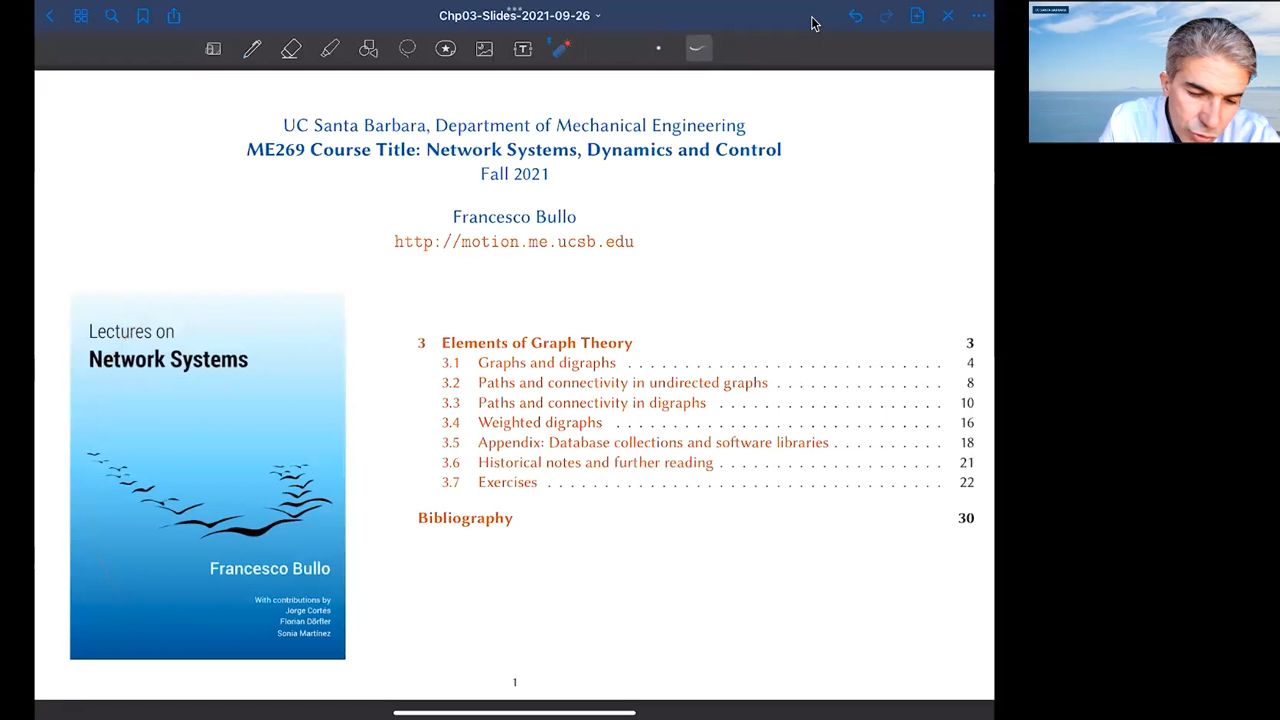 Chp03-Slides-2021-09-26
UC Santa Barbara, Department of Mechanical Engineering
ME269 Course Title: Network Systems, Dynamics and Control
Fall 2021
Francesco Bullo
http://motion.me.ucsb.edu
Lectures on
Network Systems
Francesco Bullo
With contributions by
Jorge Cortés
Florian Dörfler
Sonia Martínez
3 Elements of Graph Theory 3
3.1 Graphs and digraphs . . . . . . . . . . . . . . . . . . . . . . . . . 4
3.2 Paths and connectivity in undirected graphs . . . . . . . . . . . . . 8
3.3 Paths and connectivity in digraphs . . . . . . . . . . . . . . . . . . 10
3.4 Weighted digraphs . . . . . . . . . . . . . . . . . . . . . . . . . . 16
3.5 Appendix: Database collections and software libraries . . . . . . . . . 18
3.6 Historical notes and further reading . . . . . . . . . . . . . . . . . . 21
3.7 Exercises . . . . . . . . . . . . . . . . . . . . . . . . . . . . . . . 22
Bibliography 30
1